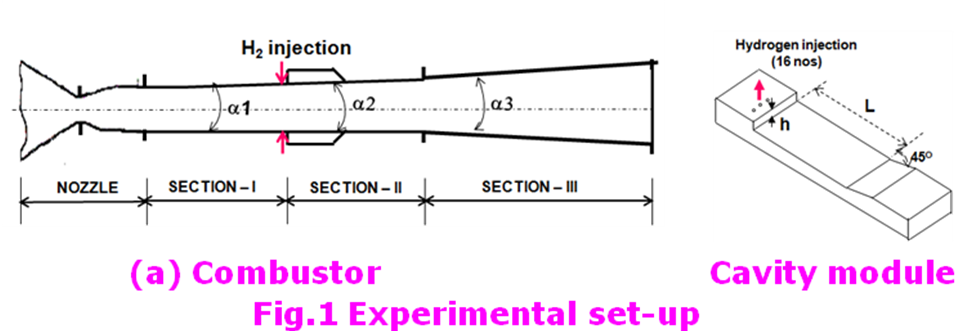 H₂ injection
α1
α2
α3
NOZZLE
SECTION – I
SECTION – II
SECTION – III
Hydrogen injection
(16 nos)
L
h
45O
(a) Combustor
Cavity module
Fig.1 Experimental set-up